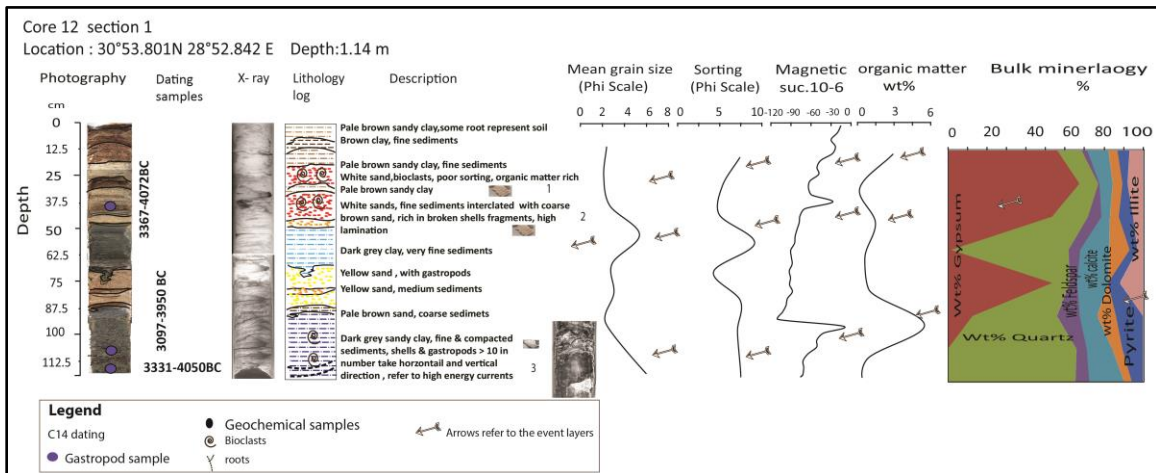 Core 12 section 1
Location : 30°53.801N 28°52.842 E Depth:1.14 m
Photography
Dating samples
X- ray
Lithology log
Description
Mean grain size (Phi Scale)
Sorting (Phi Scale)
Magnetic suc.10-6
organic matter wt%
Bulk minerlaogy %
cm
0
12.5
25
37.5
50
62.5
75
87.5
100
112.5
Depth
3367-4072BC
3097-3950 BC
3331-4050BC
Pale brown sandy clay,some root represent soil
Brown clay, fine sediments
Pale brown sandy clay, fine sediments
White sand,bioclasts, poor sorting, organic matter rich
Pale brown sandy clay
1
White sands, fine sediments interclated with coarse
brown sand, rich in broken shells fragments, high
lamination
2
Dark grey clay, very fine sediments
Yellow sand , with gastropods
Yellow sand, medium sediments
Pale brown sand, coarse sedimets
Dark grey sandy clay, fine & compacted
sediments, shells & gastropods > 10 in
number take horzontail and vertical
direction , refer to high energy currents
3
0 2 4 6 8
0 5 10
-120 -90 -60 -30 0
0 3 6
0 20 40 60 80 100
Wt% Gypsum
Wt% Quartz
wt% Feldspar
wt% calcite
wt% Dolomite
Pyrite
wt% Illite
Legend
C14 dating
Gastropod sample
Geochemical samples
Bioclasts
roots
Arrows refer to the event layers